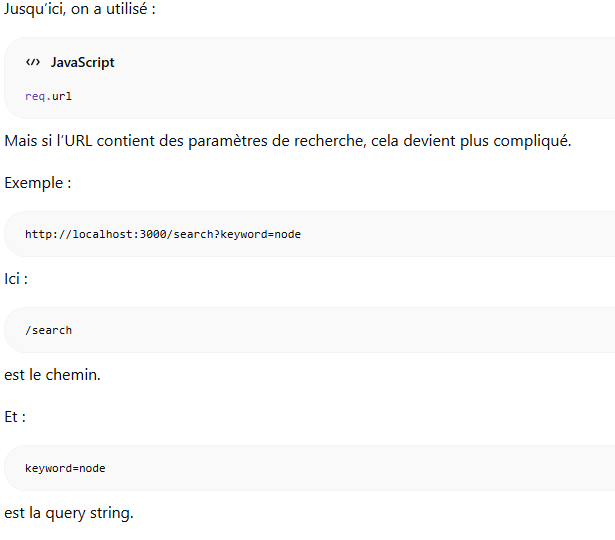 Jusqu’ici, on a utilisé :
</> JavaScript
req.url
Mais si l’URL contient des paramètres de recherche, cela devient plus compliqué.
Exemple :
http://localhost:3000/search?keyword=node
Ici :
/search
est le chemin.
Et :
keyword=node
est la query string.